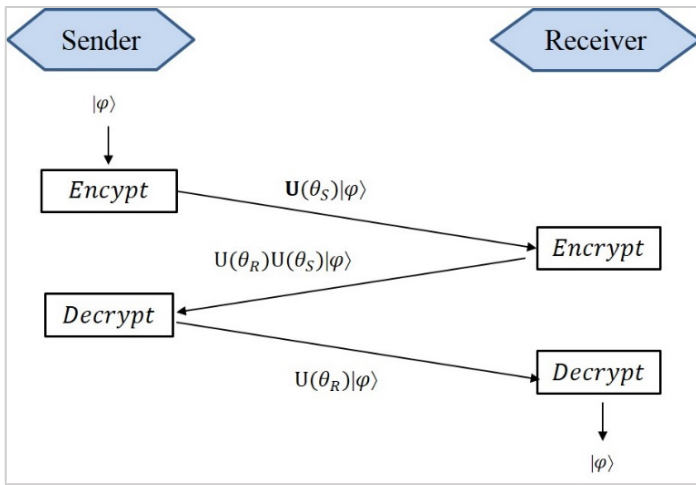 Sender
Receiver
|φ⟩
Encypt
𝐔(θ_S)|φ⟩
Encrypt
U(θ_R)U(θ_S)|φ⟩
Decrypt
U(θ_R)|φ⟩
Decrypt
|φ⟩